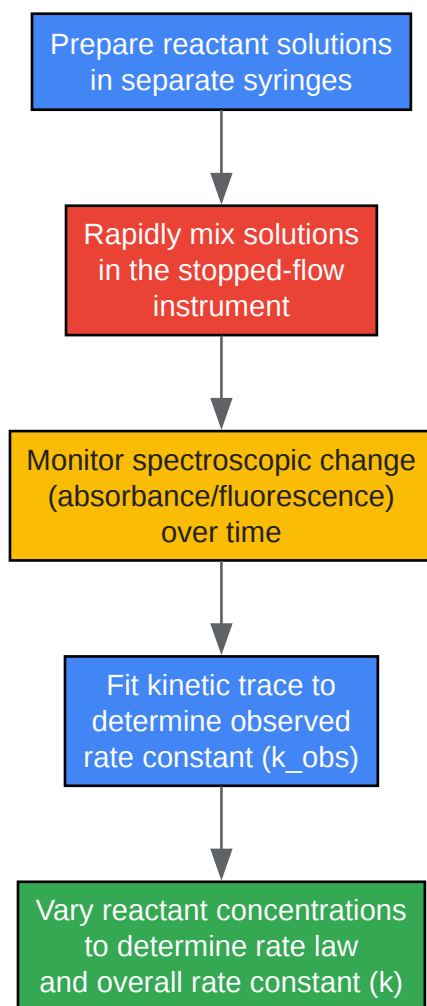 Prepare reactant solutions
in separate syringes
Rapidly mix solutions
in the stopped-flow
instrument
Monitor spectroscopic change
(absorbance/fluorescence)
over time
Fit kinetic trace to
determine observed
rate constant (k_obs)
Vary reactant concentrations
to determine rate law
and overall rate constant (k)